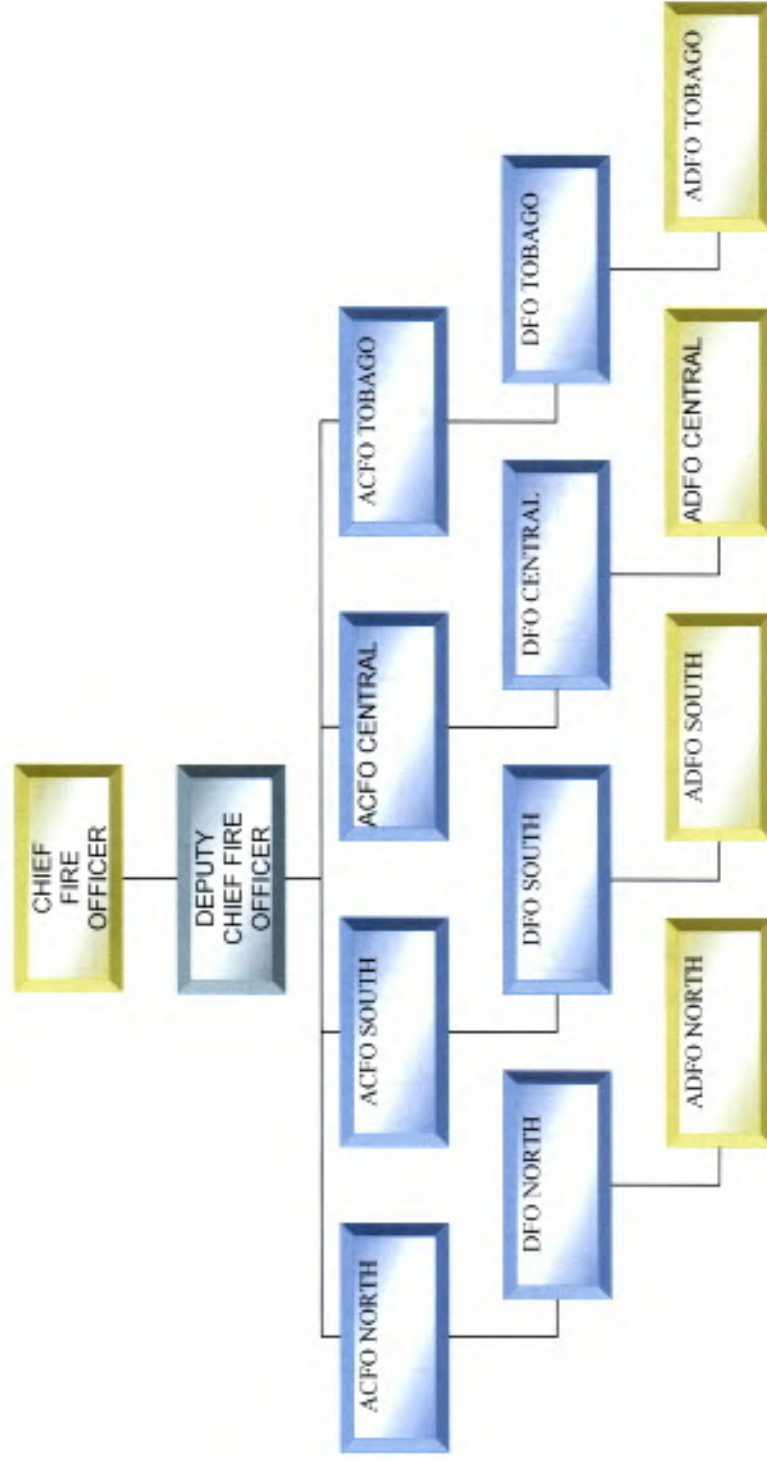 CHIEF
FIRE
OFFICER
DEPUTY
CHIEF FIRE
OFFICER
ACFO NORTH
ACFO SOUTH
ACFO CENTRAL
ACFO TOBAGO
DFO NORTH
DFO SOUTH
DFO CENTRAL
DFO TOBAGO
ADFO NORTH
ADFO SOUTH
ADFO CENTRAL
ADFO TOBAGO